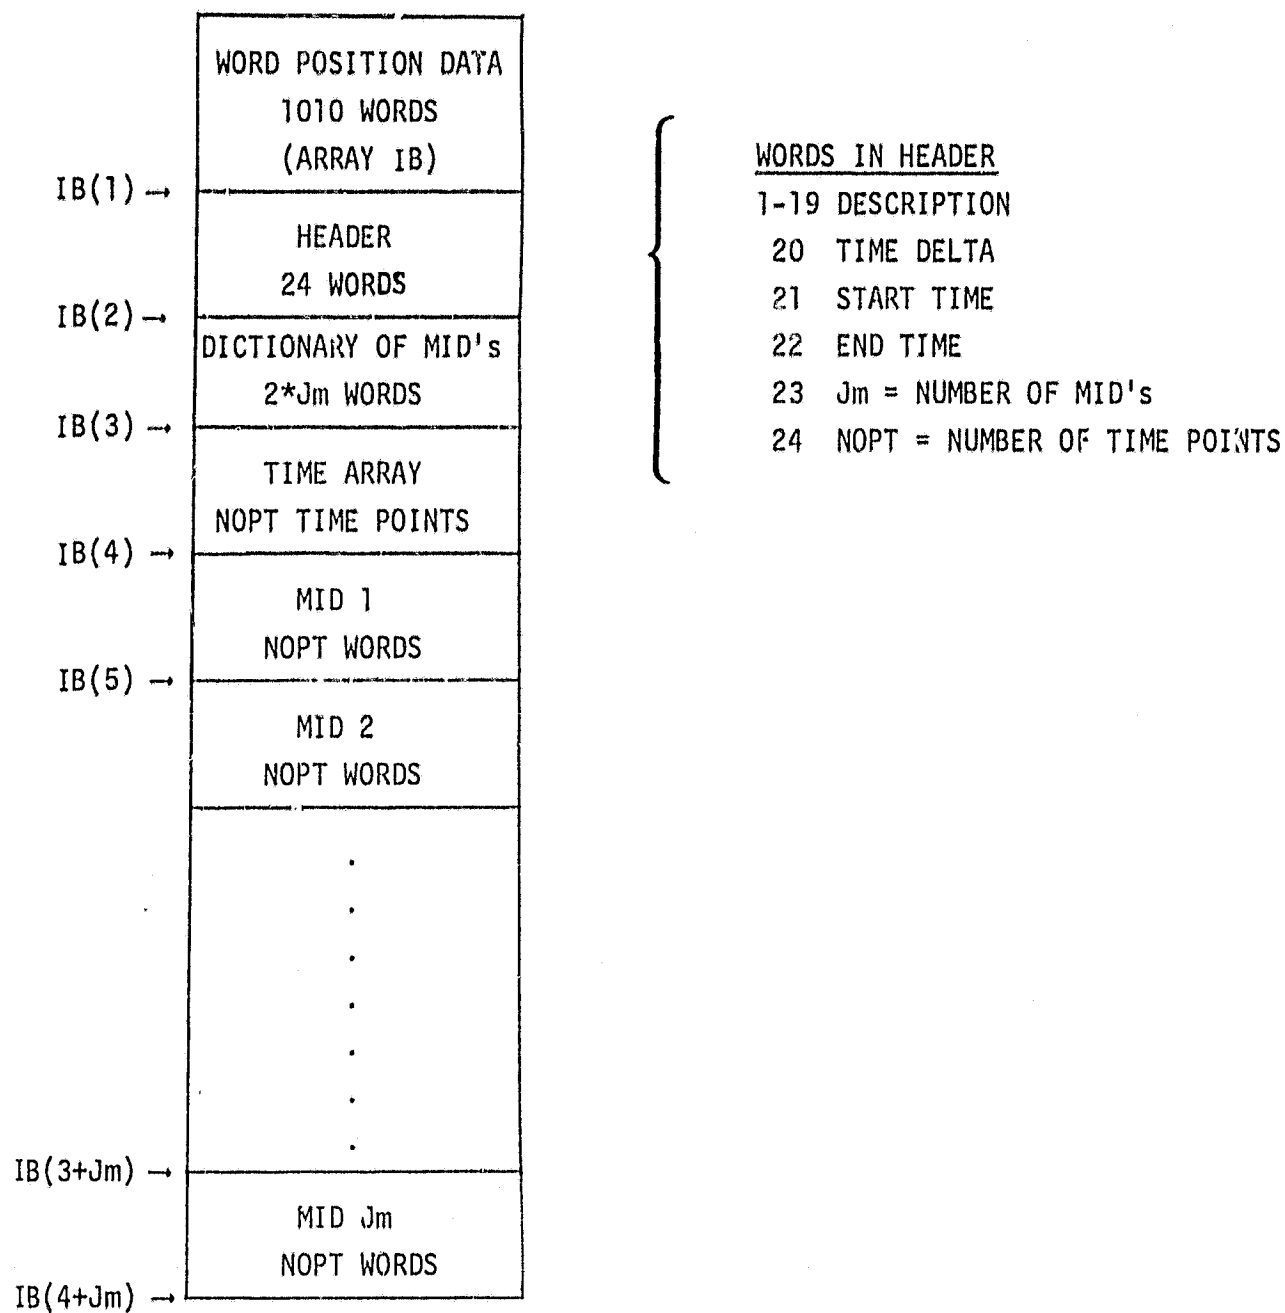 WORD POSITION DATA
1010 WORDS
(ARRAY IB)
IB(1) →
HEADER
24 WORDS
IB(2) →
DICTIONARY OF MID's
2*Jm WORDS
IB(3) →
TIME ARRAY
NOPT TIME POINTS
IB(4) →
MID 1
NOPT WORDS
IB(5) →
MID 2
NOPT WORDS
.
.
.
.
.
.
.
IB(3+Jm) →
MID Jm
NOPT WORDS
IB(4+Jm) →
WORDS IN HEADER
1-19 DESCRIPTION
20 TIME DELTA
21 START TIME
22 END TIME
23 Jm = NUMBER OF MID's
24 NOPT = NUMBER OF TIME POINTS